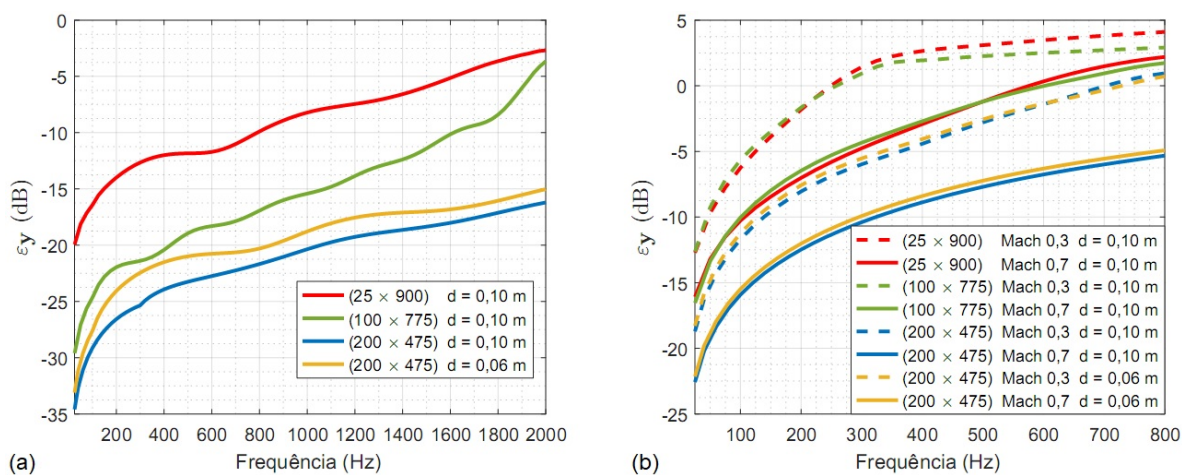 0
-5
-10
-15
-20
-25
-30
-35
εy (dB)
200 400 600 800 1000 1200 1400 1600 1800 2000
Frequência (Hz)
(25 × 900) d = 0,10 m
(100 × 775) d = 0,10 m
(200 × 475) d = 0,10 m
(200 × 475) d = 0,06 m
(a)
5
0
-5
-10
-15
-20
-25
εy (dB)
100 200 300 400 500 600 700 800
Frequência (Hz)
(25 × 900) Mach 0,3 d = 0,10 m
(25 × 900) Mach 0,7 d = 0,10 m
(100 × 775) Mach 0,3 d = 0,10 m
(100 × 775) Mach 0,7 d = 0,10 m
(200 × 475) Mach 0,3 d = 0,10 m
(200 × 475) Mach 0,7 d = 0,10 m
(200 × 475) Mach 0,3 d = 0,06 m
(200 × 475) Mach 0,7 d = 0,06 m
(b)